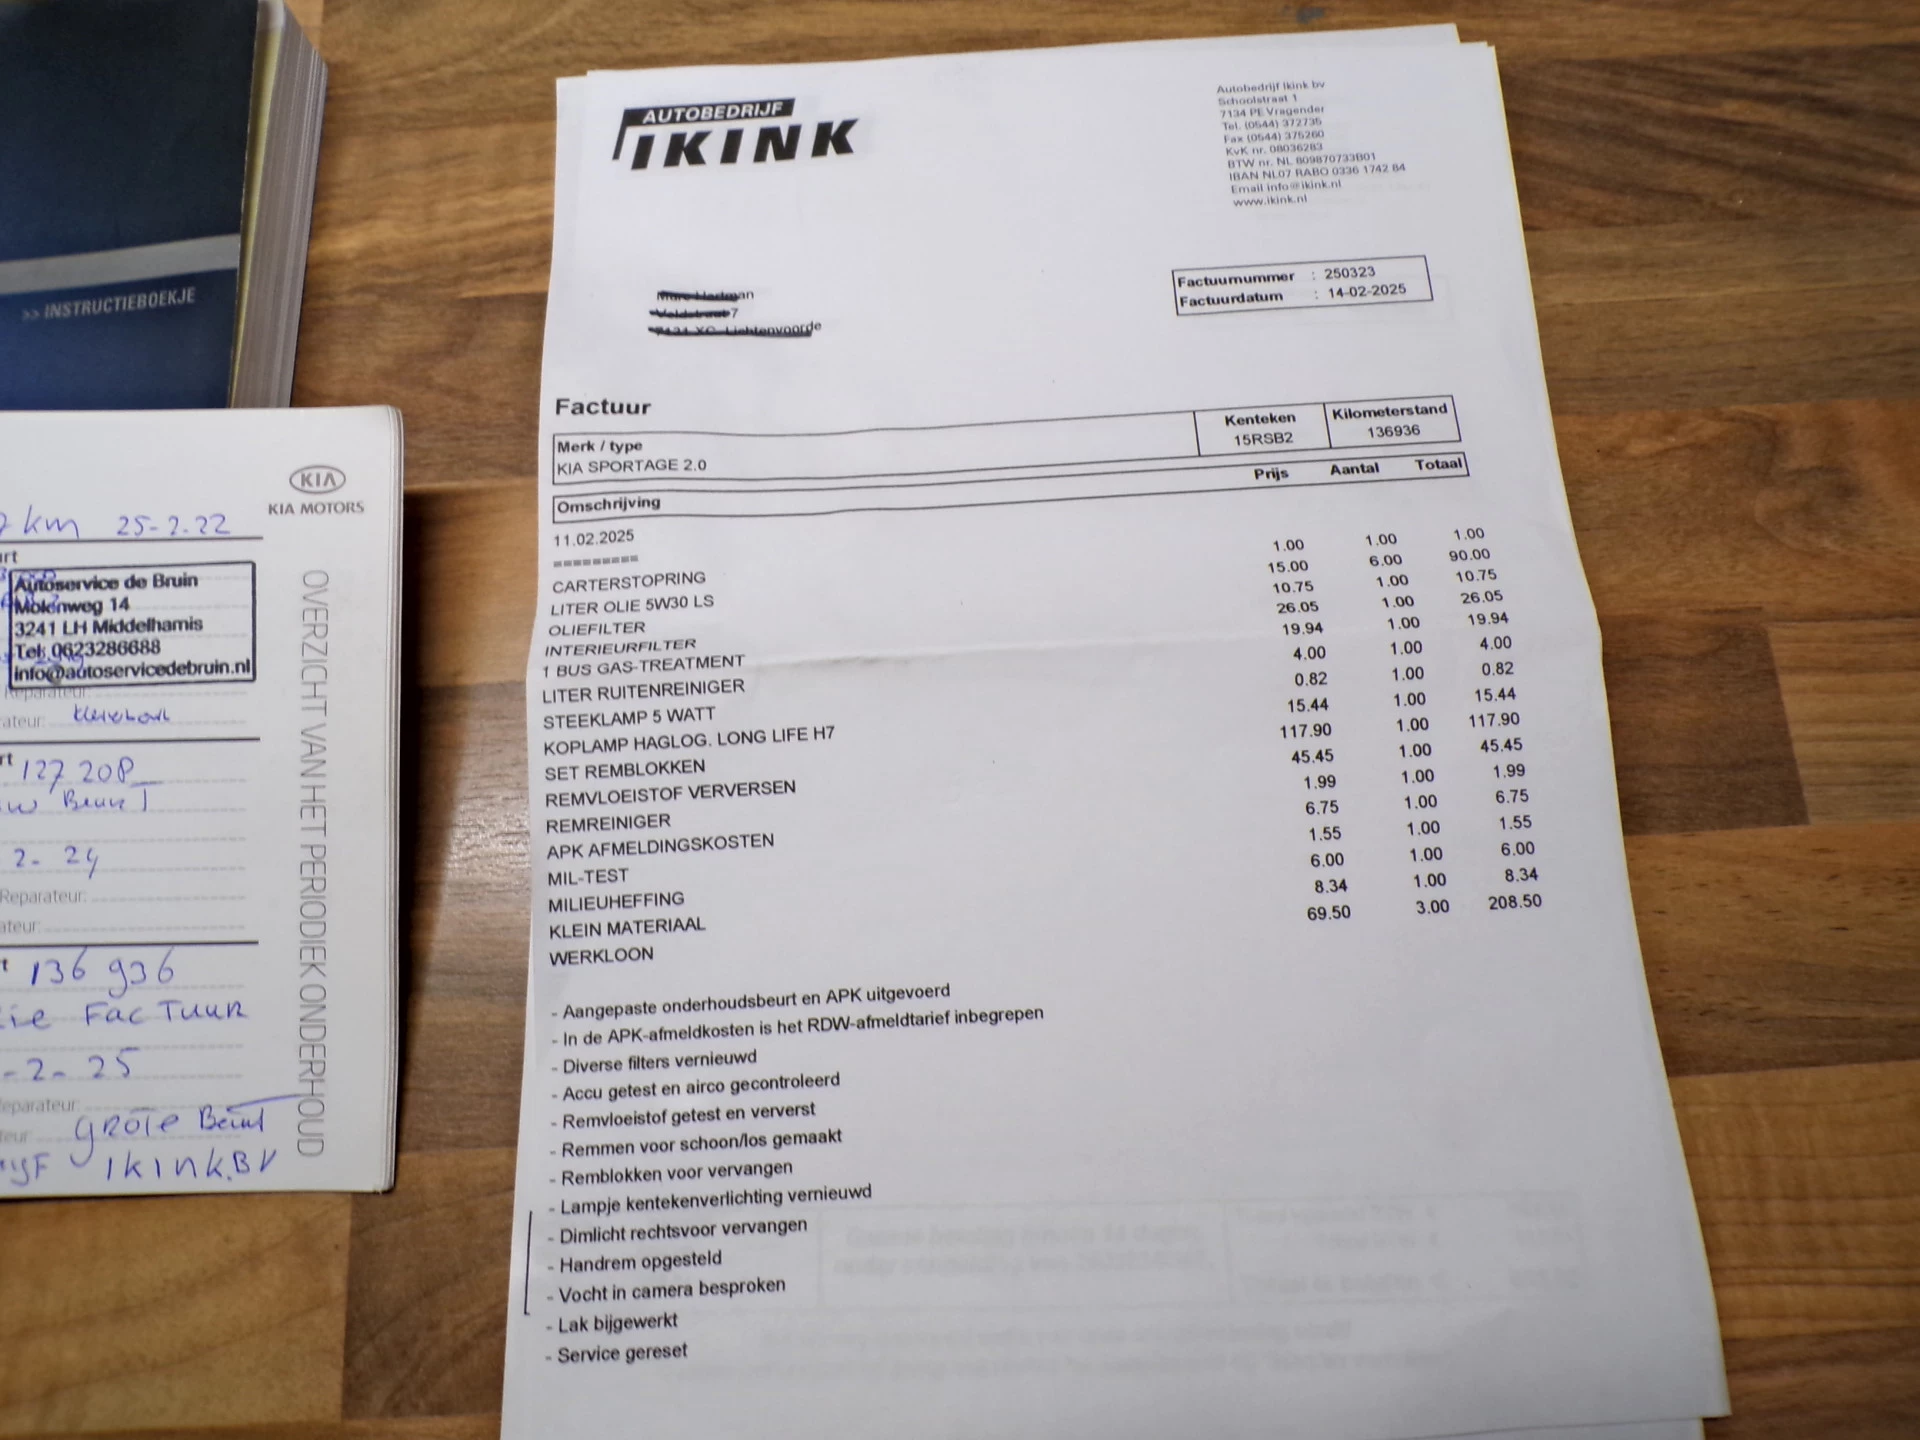 >> INSTRUCTIEBOEKJE
KIA
KIA MOTORS
km 25-2-22
Autoservice de Bruin
Molenweg 14
3241 LH Middelharnis
Tel: 0623286688
info@autoservicedebruin.nl
Reparateur:
127 208
2-24
Reparateur:
136 936
FacTuur
-2-25
GROTE Beurt
IKINK.BV
OVERZICHT VAN HET PERIODIEK ONDERHOUD
AUTOBEDRIJF
IKINK
Autobedrijf Ikink bv
Schoolstraat 1
7134 PE Vragender
Tel. (0544) 372735
Fax (0544) 375260
KvK nr. 08036283
BTW nr. NL 809870733B01
IBAN NL07 RABO 0336 1742 84
Email info@ikink.nl
www.ikink.nl
Factuurnummer : 250323
Factuurdatum : 14-02-2025
Factuur
Merk / type Kenteken Kilometerstand
KIA SPORTAGE 2.0 15RSB2 136936
Omschrijving Prijs Aantal Totaal
11.02.2025
=========
CARTERSTOPRING 1.00 1.00 1.00
LITER OLIE 5W30 LS 15.00 6.00 90.00
OLIEFILTER 10.75 1.00 10.75
INTERIEURFILTER 26.05 1.00 26.05
1 BUS GAS-TREATMENT 19.94 1.00 19.94
LITER RUITENREINIGER 4.00 1.00 4.00
STEEKLAMP 5 WATT 0.82 1.00 0.82
KOPLAMP HAGLOG. LONG LIFE H7 15.44 1.00 15.44
SET REMBLOKKEN 117.90 1.00 117.90
REMVLOEISTOF VERVERSEN 45.45 1.00 45.45
REMREINIGER 1.99 1.00 1.99
APK AFMELDINGSKOSTEN 6.75 1.00 6.75
MIL-TEST 1.55 1.00 1.55
MILIEUHEFFING 6.00 1.00 6.00
KLEIN MATERIAAL 8.34 1.00 8.34
WERKLOON 69.50 3.00 208.50
- Aangepaste onderhoudsbeurt en APK uitgevoerd
- In de APK-afmeldkosten is het RDW-afmeldtarief inbegrepen
- Diverse filters vernieuwd
- Accu getest en airco gecontroleerd
- Remvloeistof getest en ververst
- Remmen voor schoon/los gemaakt
- Remblokken voor vervangen
- Lampje kentekenverlichting vernieuwd
- Dimlicht rechtsvoor vervangen
- Handrem opgesteld
- Vocht in camera besproken
- Lak bijgewerkt
- Service gereset